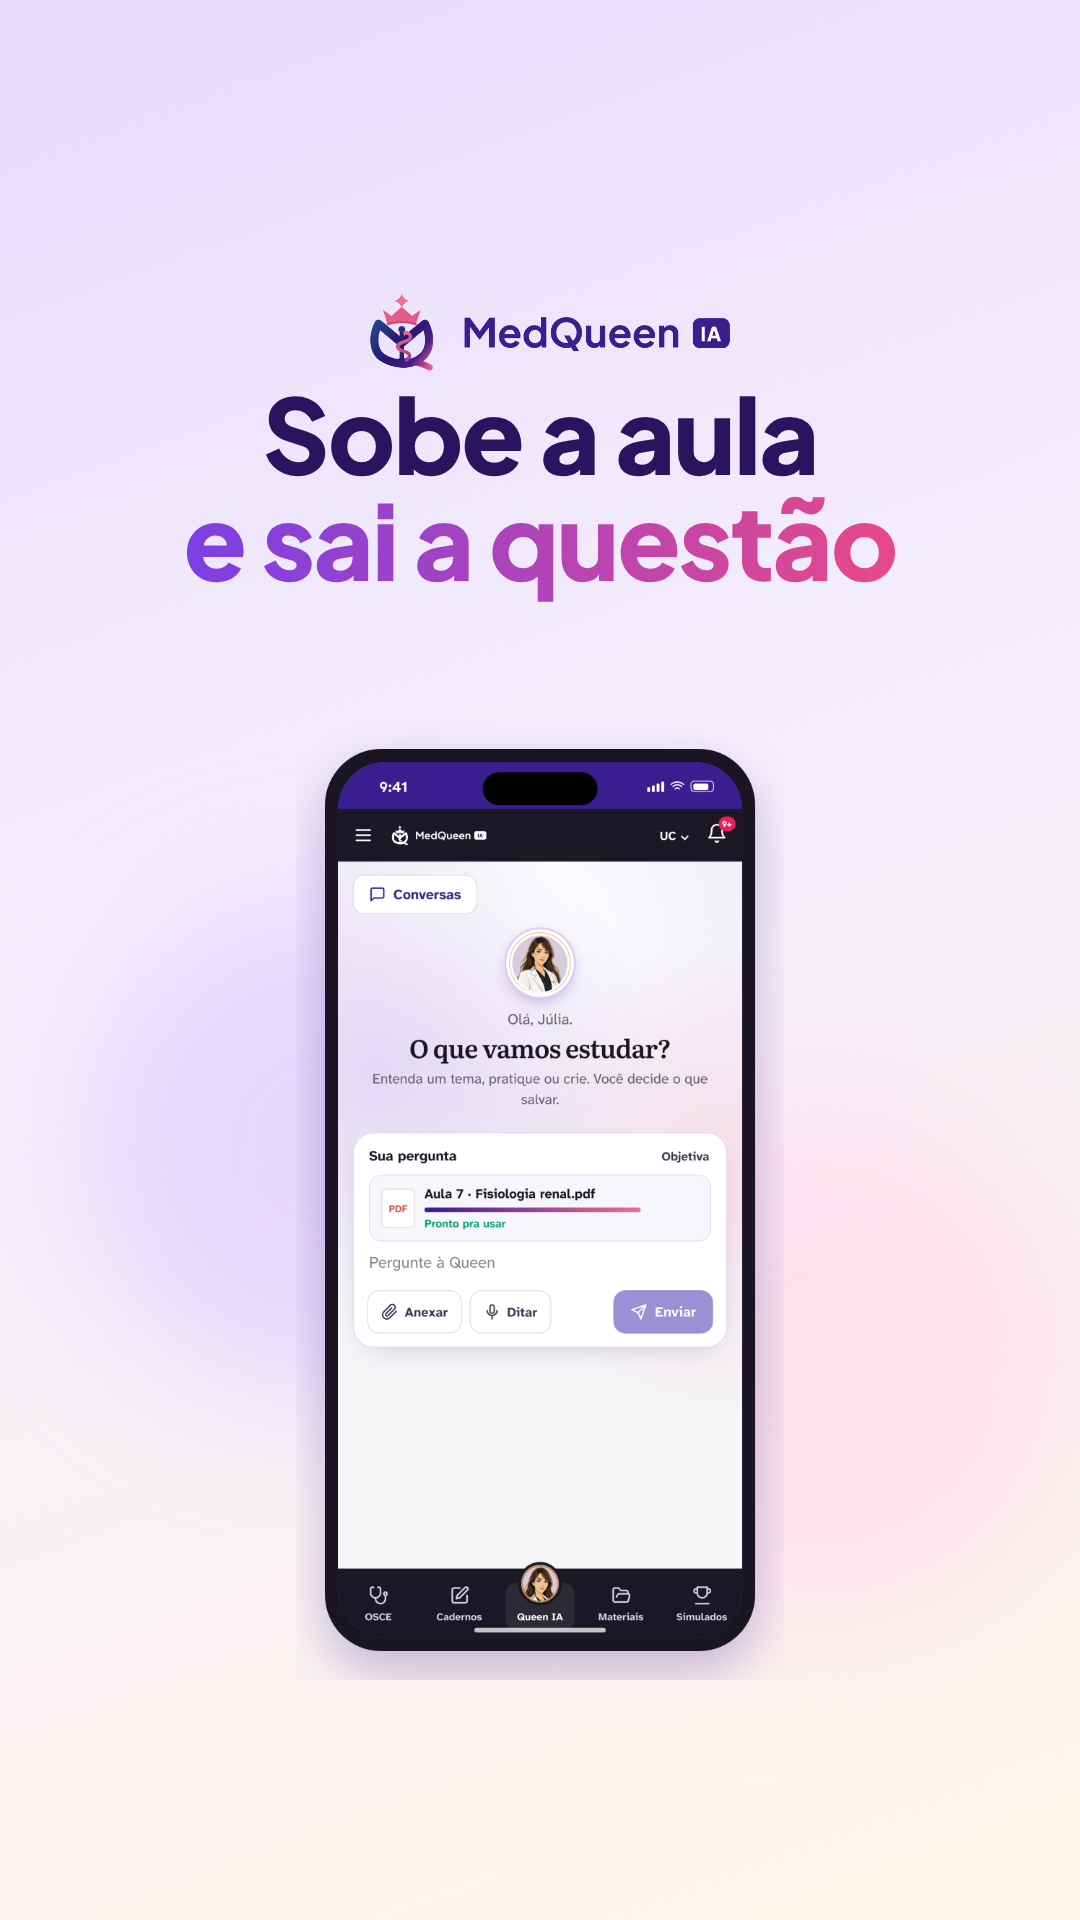 MedQueen IA
Sobe a aula
e sai a questão
9:41
MedQueen IA
UC
9+
Conversas
Olá, Júlia.
O que vamos estudar?
Entenda um tema, pratique ou crie. Você decide o que
salvar.
Sua pergunta
Objetiva
PDF
Aula 7 · Fisiologia renal.pdf
Pronto pra usar
Pergunte à Queen
Anexar
Ditar
Enviar
OSCE
Cadernos
Queen IA
Materiais
Simulados